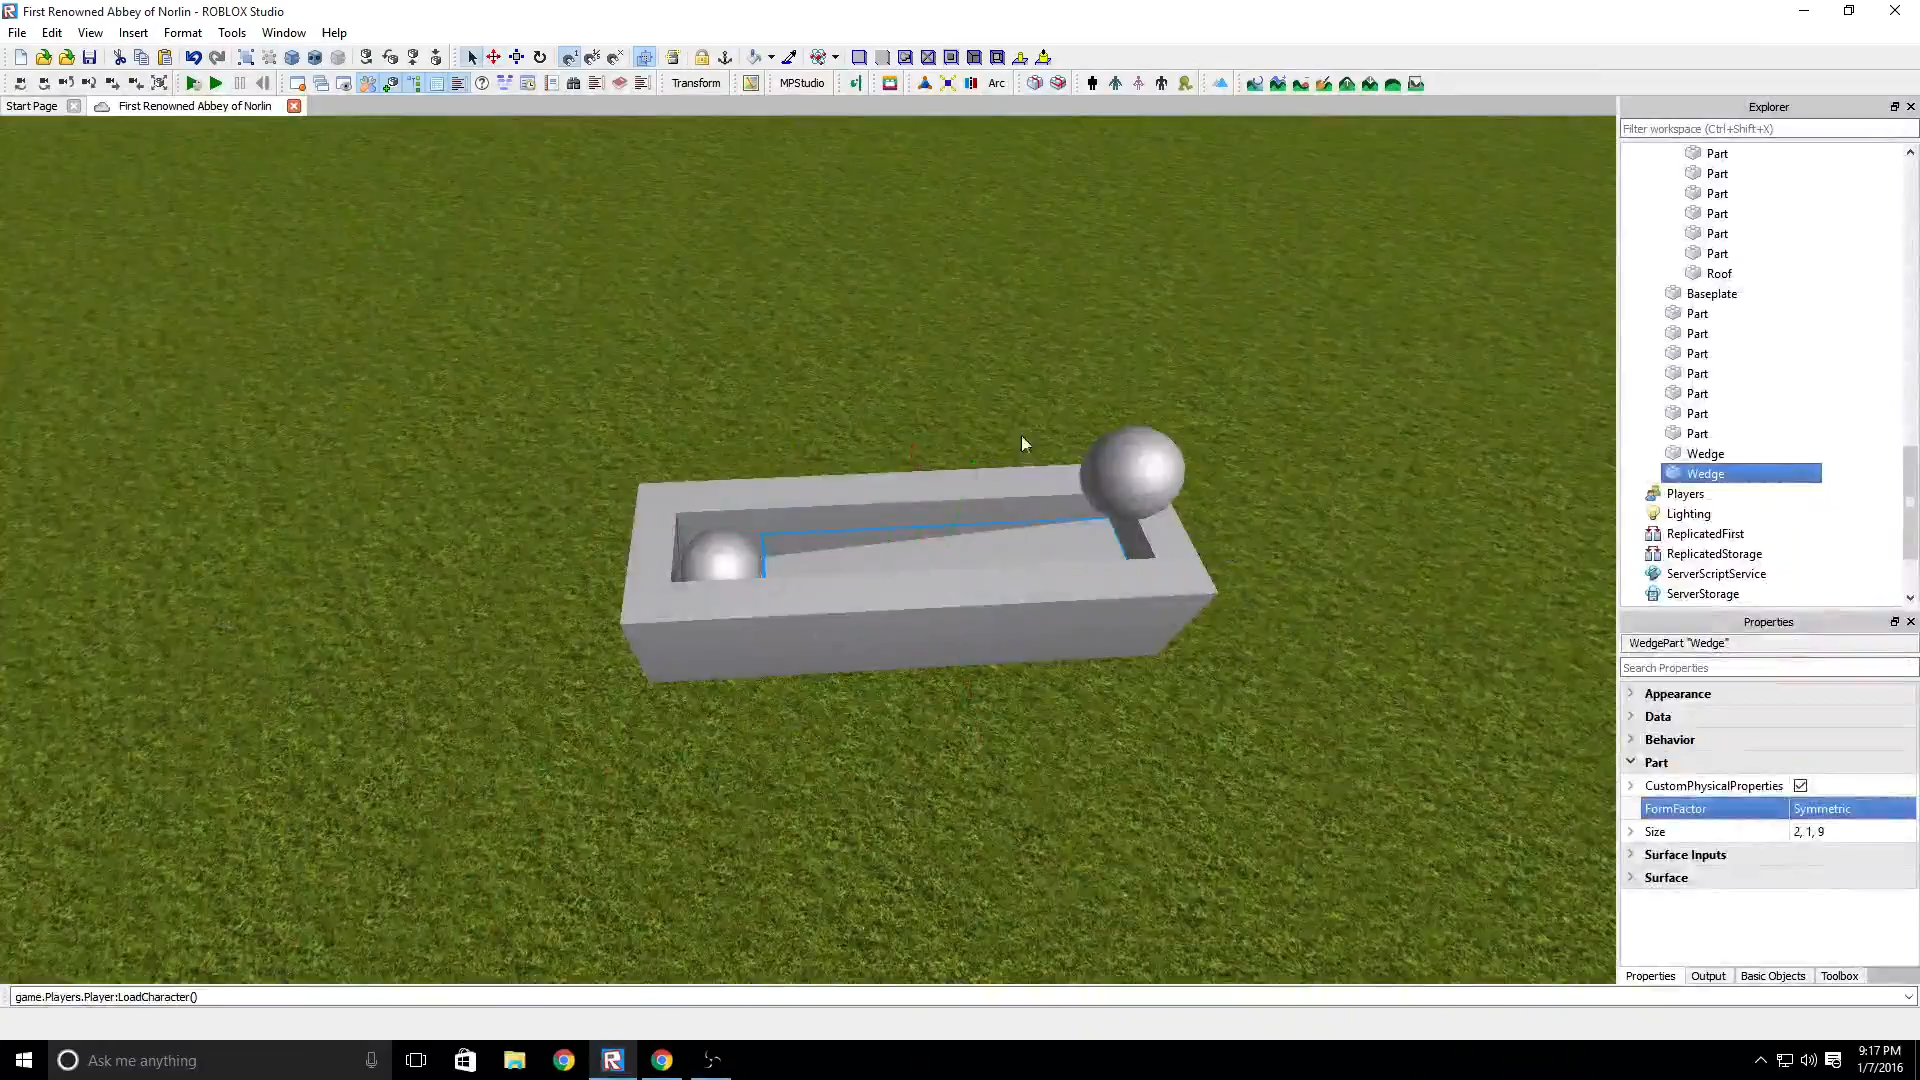 First Renowned Abbey of Norlin - ROBLOX Studio
File Edit View Insert Format Tools Window Help
Transform MPStudio Arc
Start Page First Renowned Abbey of Norlin
Explorer
Filter workspace (Ctrl+Shift+X)
Part
Part
Part
Part
Part
Part
Roof
Baseplate
Part
Part
Part
Part
Part
Part
Part
Wedge
Wedge
Players
Lighting
ReplicatedFirst
ReplicatedStorage
ServerScriptService
ServerStorage
Properties
WedgePart "Wedge"
Search Properties
Appearance
Data
Behavior
Part
CustomPhysicalProperties
FormFactor Symmetric
Size 2, 1, 9
Surface Inputs
Surface
Properties Output Basic Objects Toolbox
game.Players.Player:LoadCharacter()
Ask me anything
9:17 PM
1/7/2016